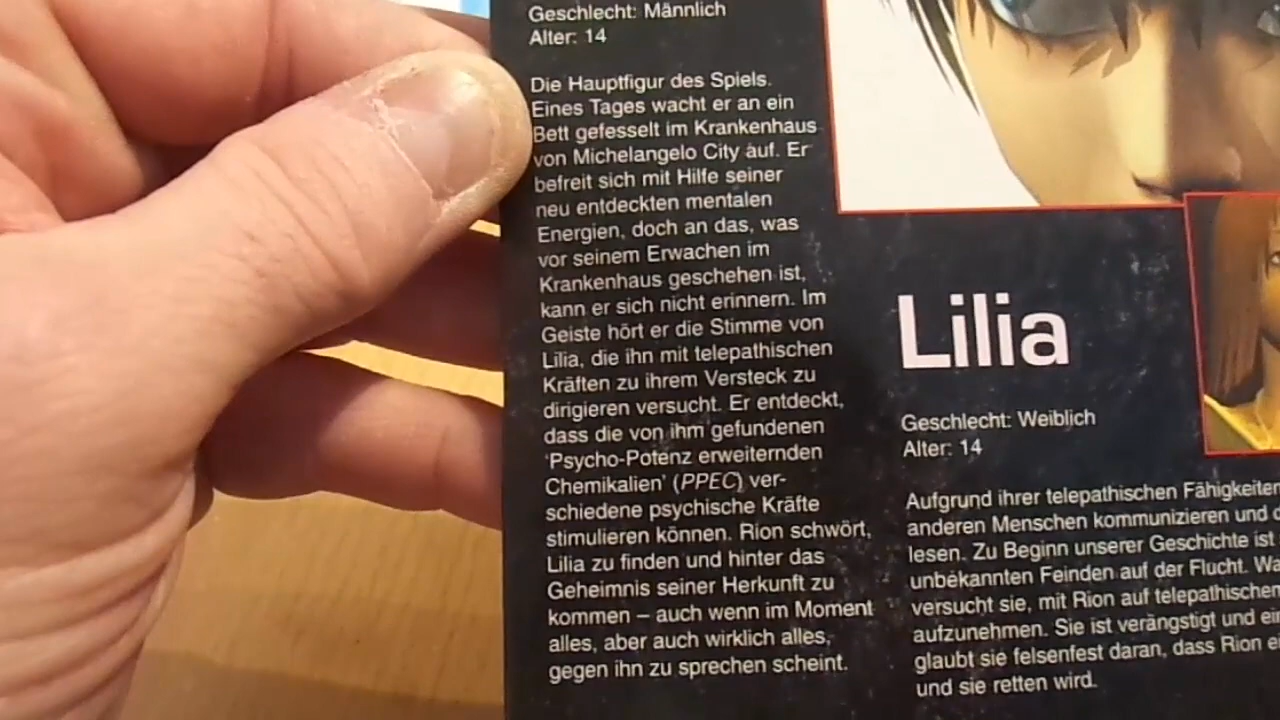 Geschlecht: Männlich
Alter: 14
Die Hauptfigur des Spiels.
Eines Tages wacht er an ein
Bett gefesselt im Krankenhaus
von Michelangelo City auf. Er
befreit sich mit Hilfe seiner
neu entdeckten mentalen
Energien, doch an das, was
vor seinem Erwachen im
Krankenhaus geschehen ist,
kann er sich nicht erinnern. Im
Geiste hört er die Stimme von
Lilia, die ihn mit telepathischen
Kräften zu ihrem Versteck zu
dirigieren versucht. Er entdeckt,
dass die von ihm gefundenen
'Psycho-Potenz erweiternden
Chemikalien' (PPEC) ver-
schiedene psychische Kräfte
stimulieren können. Rion schwört,
Lilia zu finden und hinter das
Geheimnis seiner Herkunft zu
kommen – auch wenn im Moment
alles, aber auch wirklich alles,
gegen ihn zu sprechen scheint.
Lilia
Geschlecht: Weiblich
Alter: 14
Aufgrund ihrer telepathischen Fähigkeiten
anderen Menschen kommunizieren und
lesen. Zu Beginn unserer Geschichte ist
unbekannten Feinden auf der Flucht.
versucht sie, mit Rion auf telepathischem
aufzunehmen. Sie ist verängstigt und
glaubt sie felsenfest daran, dass Rion
und sie retten wird.